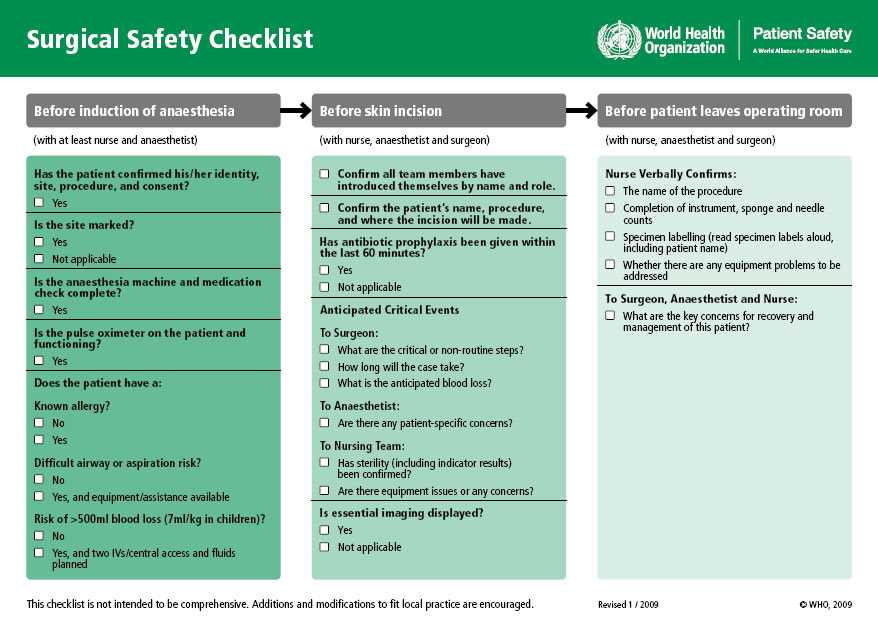 Surgical Safety Checklist
World Health
Organization
Patient Safety
A World Alliance for Safer Health Care
Before induction of anaesthesia
(with at least nurse and anaesthetist)
Has the patient confirmed his/her identity,
site, procedure, and consent?
Yes
Is the site marked?
Yes
Not applicable
Is the anaesthesia machine and medication
check complete?
Yes
Is the pulse oximeter on the patient and
functioning?
Yes
Does the patient have a:
Known allergy?
No
Yes
Difficult airway or aspiration risk?
No
Yes, and equipment/assistance available
Risk of >500ml blood loss (7ml/kg in children)?
No
Yes, and two IVs/central access and fluids
planned
Before skin incision
(with nurse, anaesthetist and surgeon)
Confirm all team members have
introduced themselves by name and role.
Confirm the patient's name, procedure,
and where the incision will be made.
Has antibiotic prophylaxis been given within
the last 60 minutes?
Yes
Not applicable
Anticipated Critical Events
To Surgeon:
What are the critical or non-routine steps?
How long will the case take?
What is the anticipated blood loss?
To Anaesthetist:
Are there any patient-specific concerns?
To Nursing Team:
Has sterility (including indicator results)
been confirmed?
Are there equipment issues or any concerns?
Is essential imaging displayed?
Yes
Not applicable
Before patient leaves operating room
(with nurse, anaesthetist and surgeon)
Nurse Verbally Confirms:
The name of the procedure
Completion of instrument, sponge and needle
counts
Specimen labelling (read specimen labels aloud,
including patient name)
Whether there are any equipment problems to be
addressed
To Surgeon, Anaesthetist and Nurse:
What are the key concerns for recovery and
management of this patient?
This checklist is not intended to be comprehensive. Additions and modifications to fit local practice are encouraged.
Revised 1 / 2009
© WHO, 2009